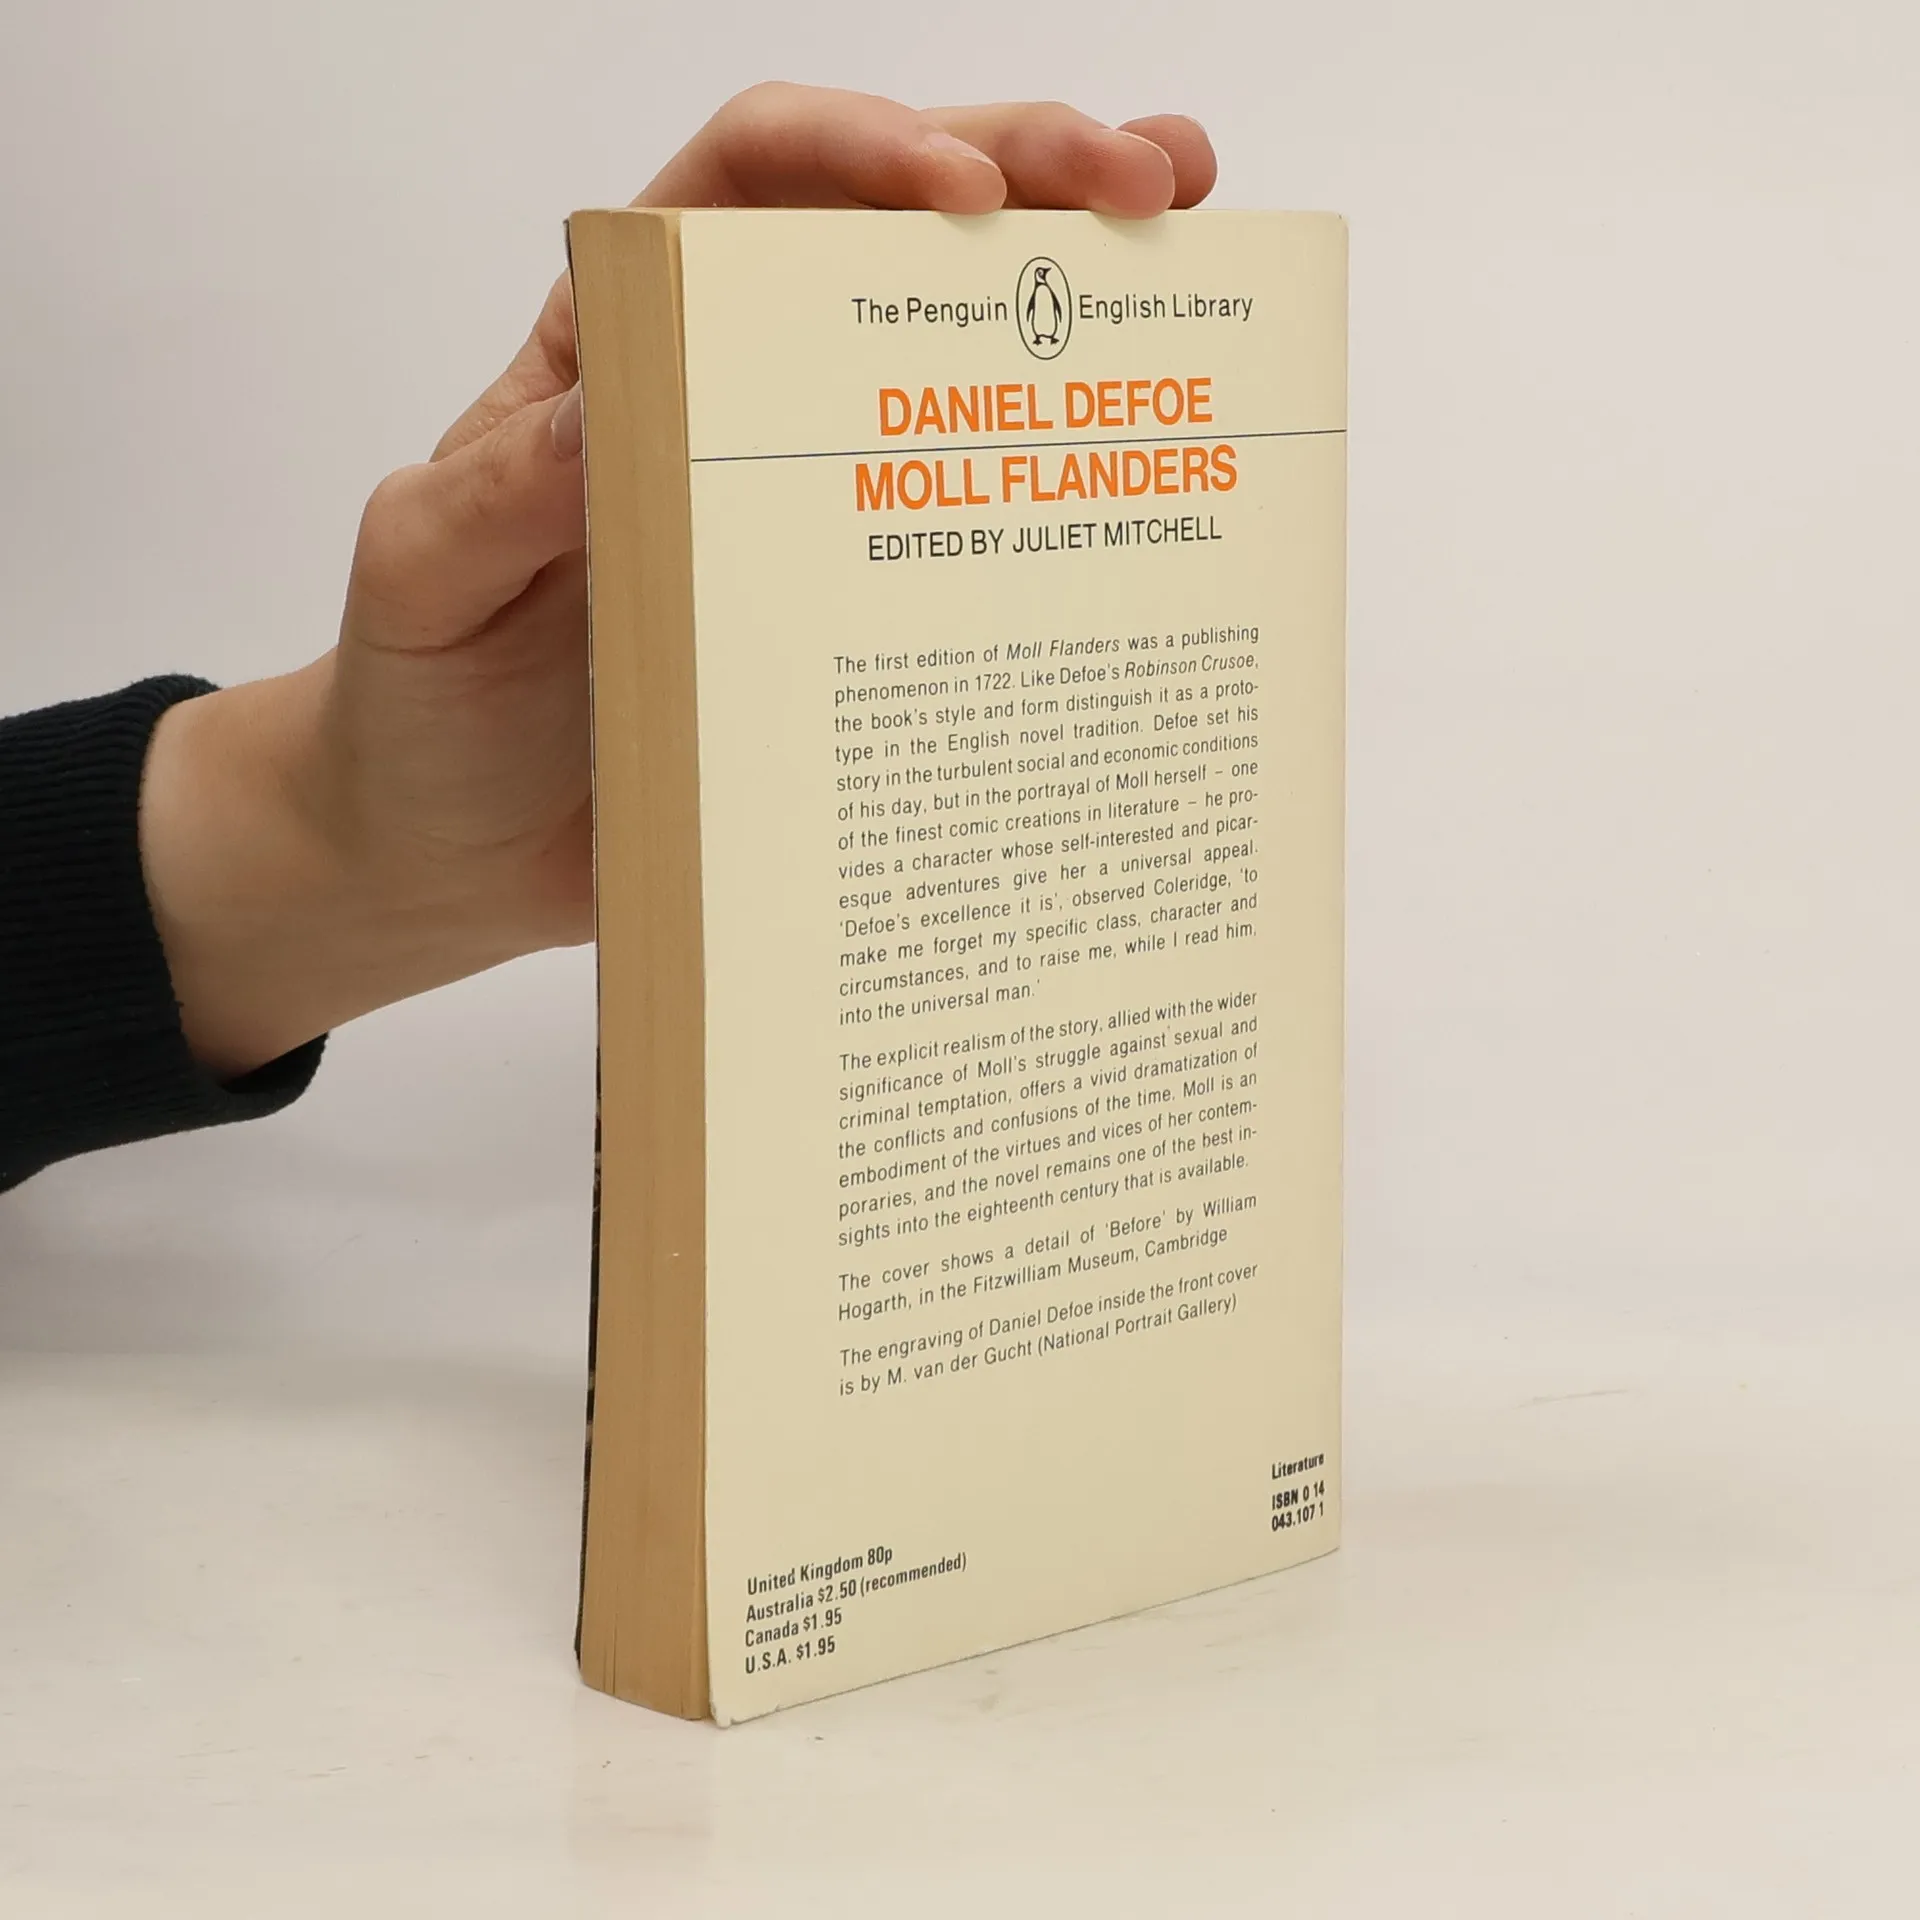 The Penguin English Library
DANIEL DEFOE
MOLL FLANDERS
EDITED BY JULIET MITCHELL
The first edition of Moll Flanders was a publishing
phenomenon in 1722. Like Defoe's Robinson Crusoe,
the book's style and form distinguish it as a proto-
type in the English novel tradition. Defoe set his
story in the turbulent social and economic conditions
of his day, but in the portrayal of Moll herself – one
of the finest comic creations in literature – he pro-
vides a character whose self-interested and picar-
esque adventures give her a universal appeal.
'Defoe's excellence it is', observed Coleridge, 'to
make me forget my specific class, character and
circumstances, and to raise me, while I read him,
into the universal man.'
The explicit realism of the story, allied with the wider
significance of Moll's struggle against sexual and
criminal temptation, offers a vivid dramatization of
the conflicts and confusions of the time. Moll is an
embodiment of the virtues and vices of her contem-
poraries, and the novel remains one of the best in-
sights into the eighteenth century that is available.
The cover shows a detail of 'Before' by William
Hogarth, in the Fitzwilliam Museum, Cambridge
The engraving of Daniel Defoe inside the front cover
is by M. van der Gucht (National Portrait Gallery)
Literature
ISBN 0 14
043.107 1
United Kingdom 80p
Australia $2.50 (recommended)
Canada $1.95
U.S.A. $1.95